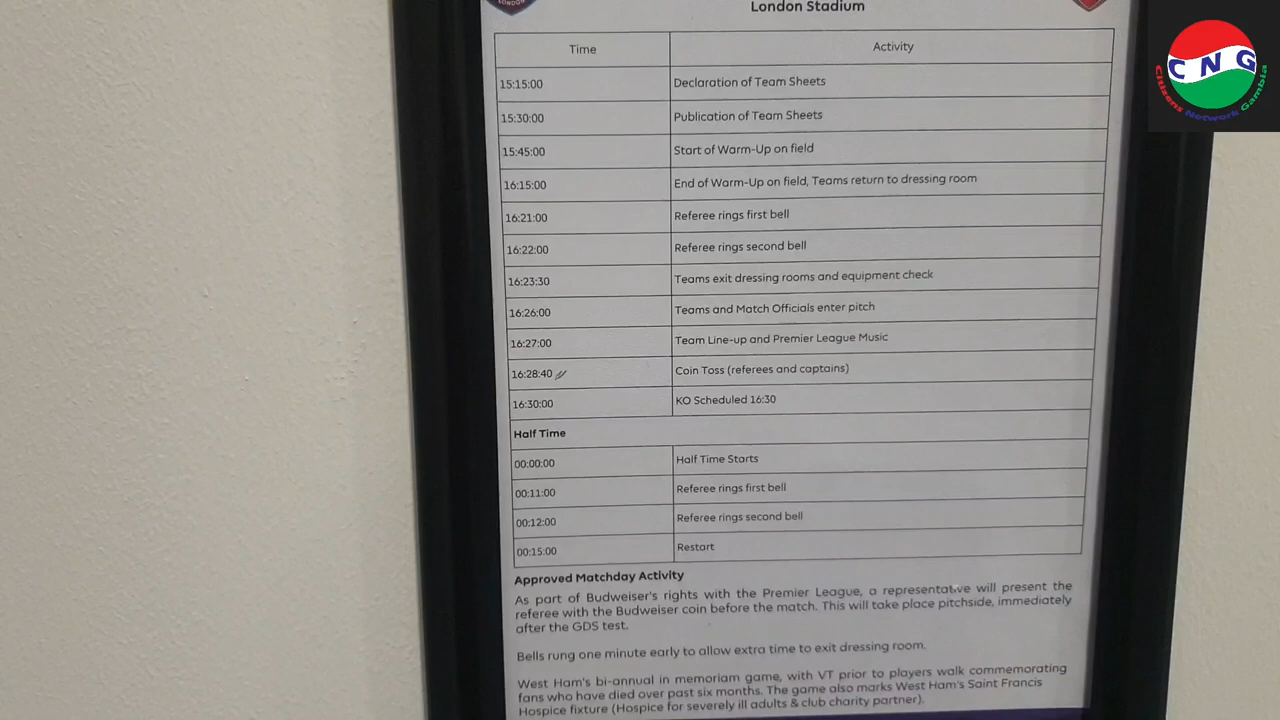 LONDON
London Stadium
Time Activity
15:15:00 Declaration of Team Sheets
15:30:00 Publication of Team Sheets
15:45:00 Start of Warm-Up on field
16:15:00 End of Warm-Up on field, Teams return to dressing room
16:21:00 Referee rings first bell
16:22:00 Referee rings second bell
16:23:30 Teams exit dressing rooms and equipment check
16:26:00 Teams and Match Officials enter pitch
16:27:00 Team Line-up and Premier League Music
16:28:40 Coin Toss (referees and captains)
16:30:00 KO Scheduled 16:30
Half Time
00:00:00 Half Time Starts
00:11:00 Referee rings first bell
00:12:00 Referee rings second bell
00:15:00 Restart
Approved Matchday Activity
As part of Budweiser's rights with the Premier League, a representative will present the
referee with the Budweiser coin before the match. This will take place pitchside, immediately
after the GDS test.
Bells rung one minute early to allow extra time to exit dressing room.
West Ham's bi-annual in memoriam game, with VT prior to players walk commemorating
fans who have died over past six months. The game also marks West Ham's Saint Francis
Hospice fixture (Hospice for severely ill adults & club charity partner).
CNG
Citizens Network Gambia